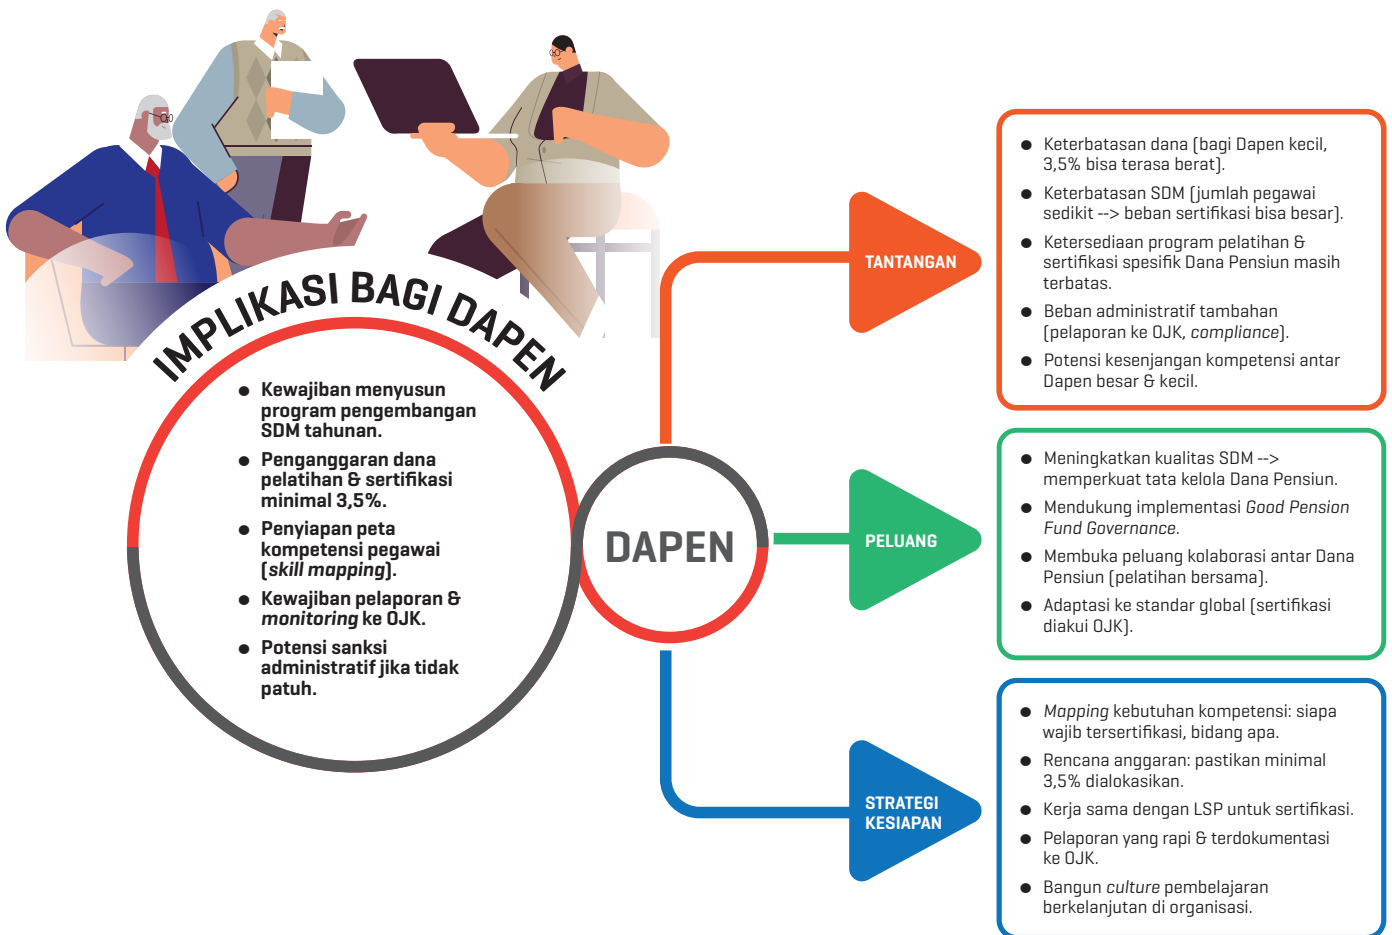 IMPLIKASI BAGI DAPEN
● Kewajiban menyusun
program pengembangan
SDM tahunan.
● Penganggaran dana
pelatihan & sertifikasi
minimal 3,5%.
● Penyiapan peta
kompetensi pegawai
(skill mapping).
● Kewajiban pelaporan &
monitoring ke OJK.
● Potensi sanksi
administratif jika tidak
patuh.
DAPEN
TANTANGAN
● Keterbatasan dana (bagi Dapen kecil,
3,5% bisa terasa berat).
● Keterbatasan SDM (jumlah pegawai
sedikit --> beban sertifikasi bisa besar).
● Ketersediaan program pelatihan &
sertifikasi spesifik Dana Pensiun masih
terbatas.
● Beban administratif tambahan
(pelaporan ke OJK, compliance).
● Potensi kesenjangan kompetensi antar
Dapen besar & kecil.
PELUANG
● Meningkatkan kualitas SDM -->
memperkuat tata kelola Dana Pensiun.
● Mendukung implementasi Good Pension
Fund Governance.
● Membuka peluang kolaborasi antar Dana
Pensiun (pelatihan bersama).
● Adaptasi ke standar global (sertifikasi
diakui OJK).
STRATEGI
KESIAPAN
● Mapping kebutuhan kompetensi: siapa
wajib tersertifikasi, bidang apa.
● Rencana anggaran: pastikan minimal
3,5% dialokasikan.
● Kerja sama dengan LSP untuk sertifikasi.
● Pelaporan yang rapi & terdokumentasi
ke OJK.
● Bangun culture pembelajaran
berkelanjutan di organisasi.